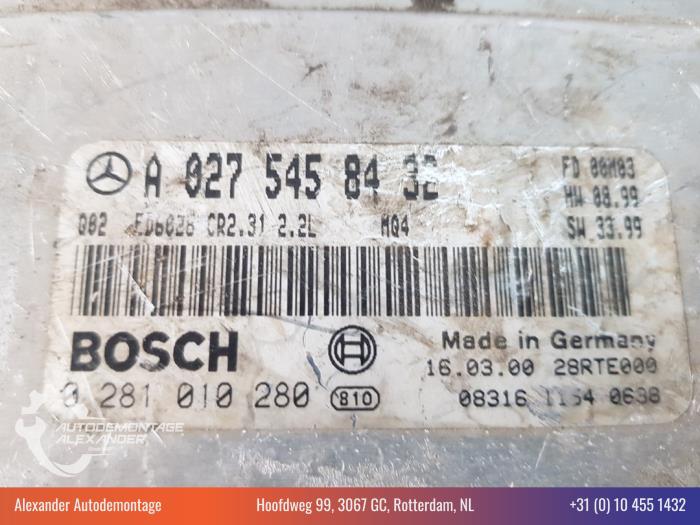 A 027 545 84 32
FD 00M03
HW 08.99
Q02 ED6026 CR2.31 2.2L MQ4
SW 33.99
BOSCH
Made in Germany
16.03.00 28RTE000
0 281 010 280 810
08316 1154 0638
AUTODEMONTAGE
ALEXANDER
Alexander Autodemontage Hoofdweg 99, 3067 GC, Rotterdam, NL +31 (0) 10 455 1432